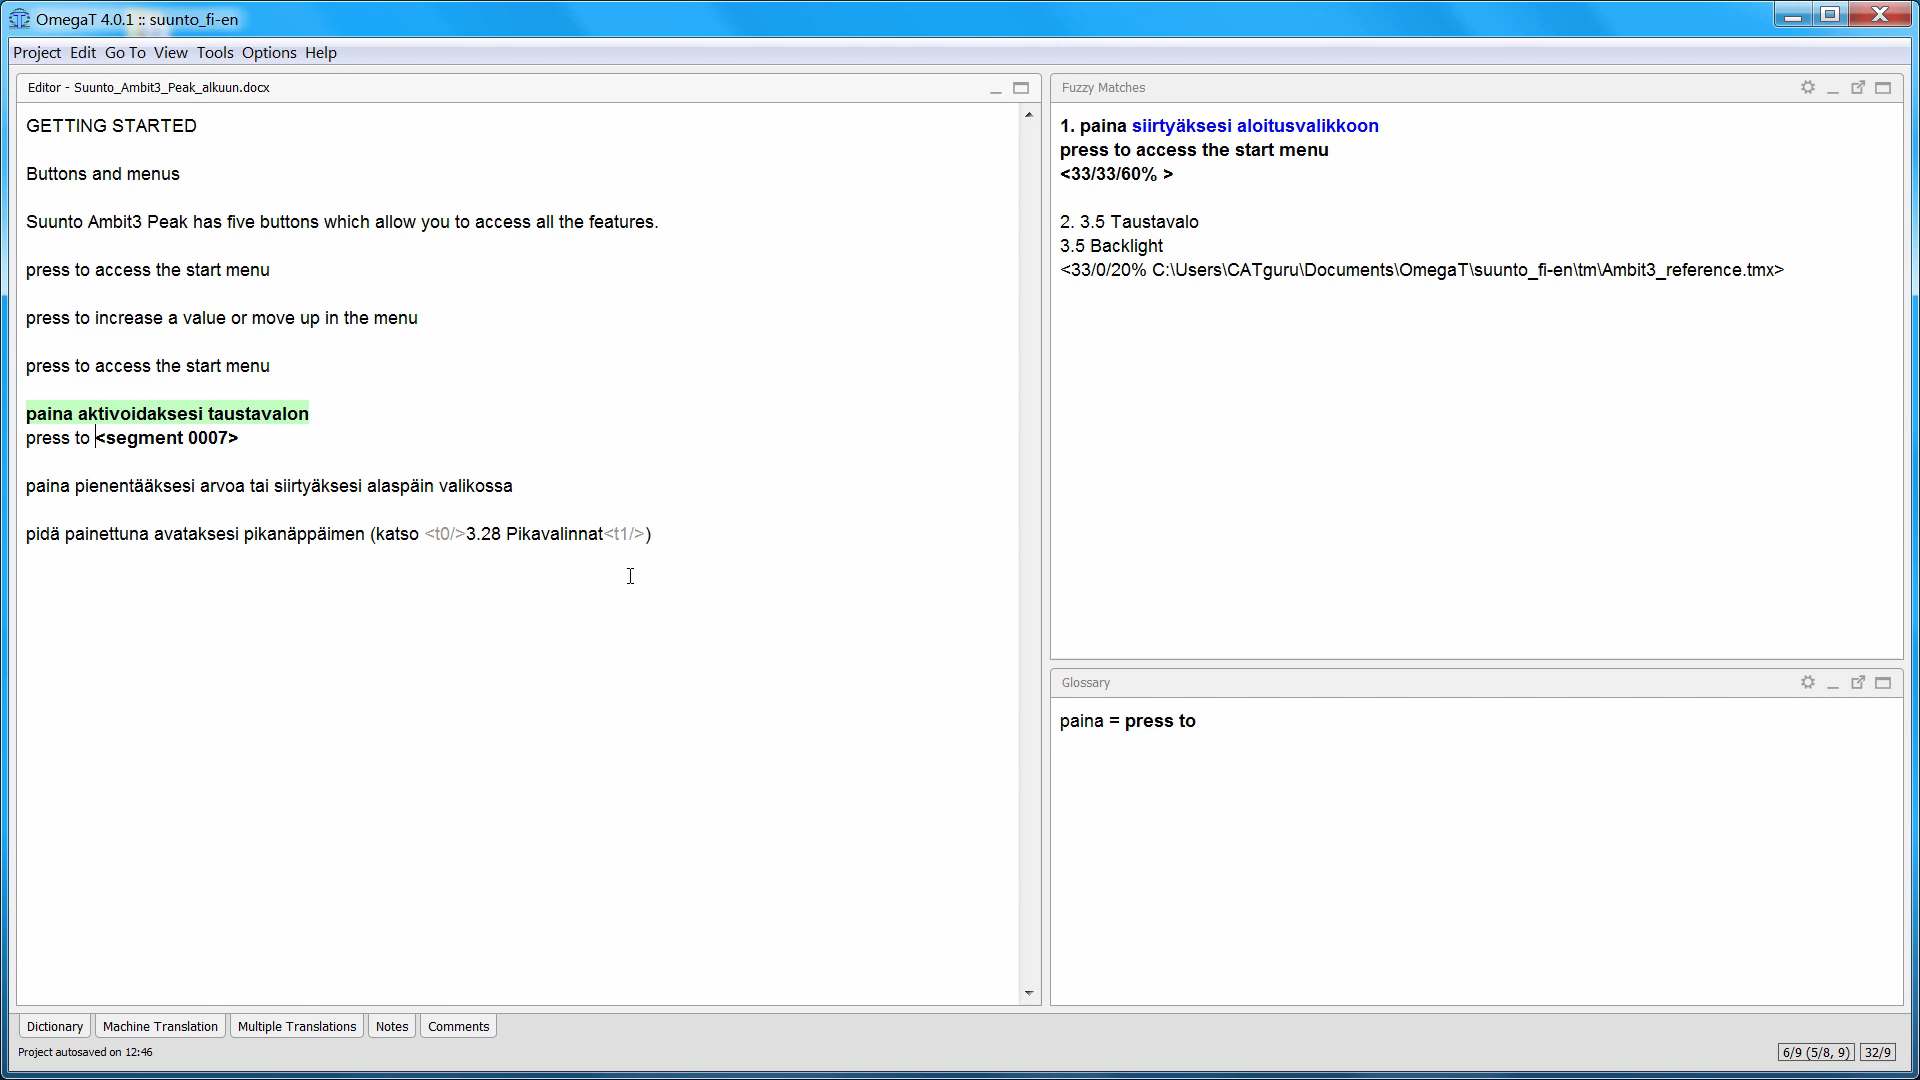 OmegaT 4.0.1 :: suunto_fi-en
Project Edit Go To View Tools Options Help
Editor - Suunto_Ambit3_Peak_alkuun.docx
GETTING STARTED
Buttons and menus
Suunto Ambit3 Peak has five buttons which allow you to access all the features.
press to access the start menu
press to increase a value or move up in the menu
press to access the start menu
paina aktivoidaksesi taustavalon
press to <segment 0007>
paina pienentääksesi arvoa tai siirtyäksesi alaspäin valikossa
pidä painettuna avataksesi pikanäppäimen (katso <t0/>3.28 Pikavalinnat<t1/>)
Fuzzy Matches
1. paina siirtyäksesi aloitusvalikkoon
press to access the start menu
<33/33/60% >
2. 3.5 Taustavalo
3.5 Backlight
<33/0/20% C:\Users\CATguru\Documents\OmegaT\suunto_fi-en\tm\Ambit3_reference.tmx>
Glossary
paina = press to
Dictionary Machine Translation Multiple Translations Notes Comments
Project autosaved on 12:46
6/9 (5/8, 9) 32/9